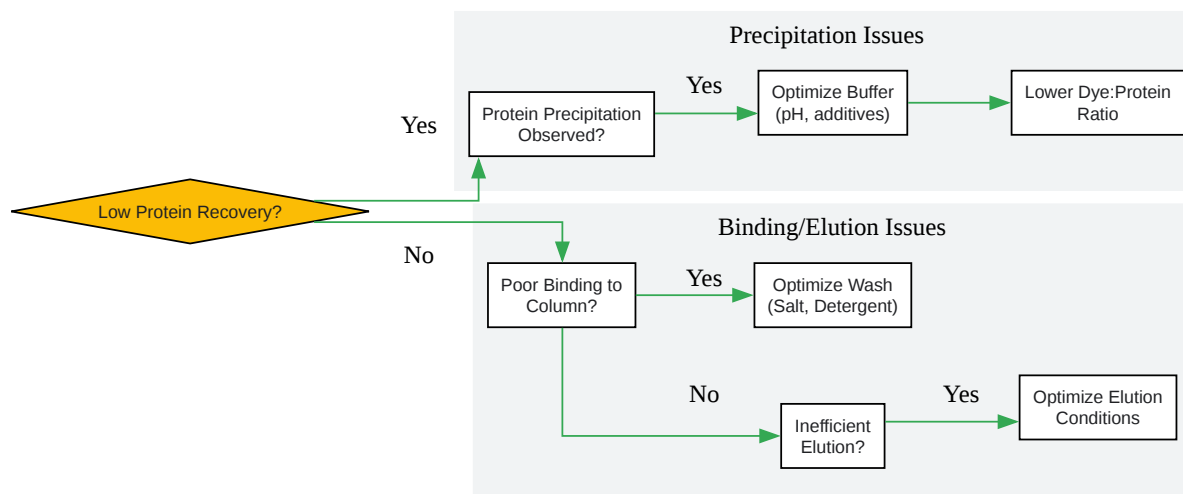 Precipitation Issues
Yes
Protein Precipitation
Observed?
Yes
Optimize Buffer
(pH, additives)
Lower Dye:Protein
Ratio
Low Protein Recovery?
No
Binding/Elution Issues
Poor Binding to
Column?
Yes
Optimize Wash
(Salt, Detergent)
No
Inefficient
Elution?
Yes
Optimize Elution
Conditions